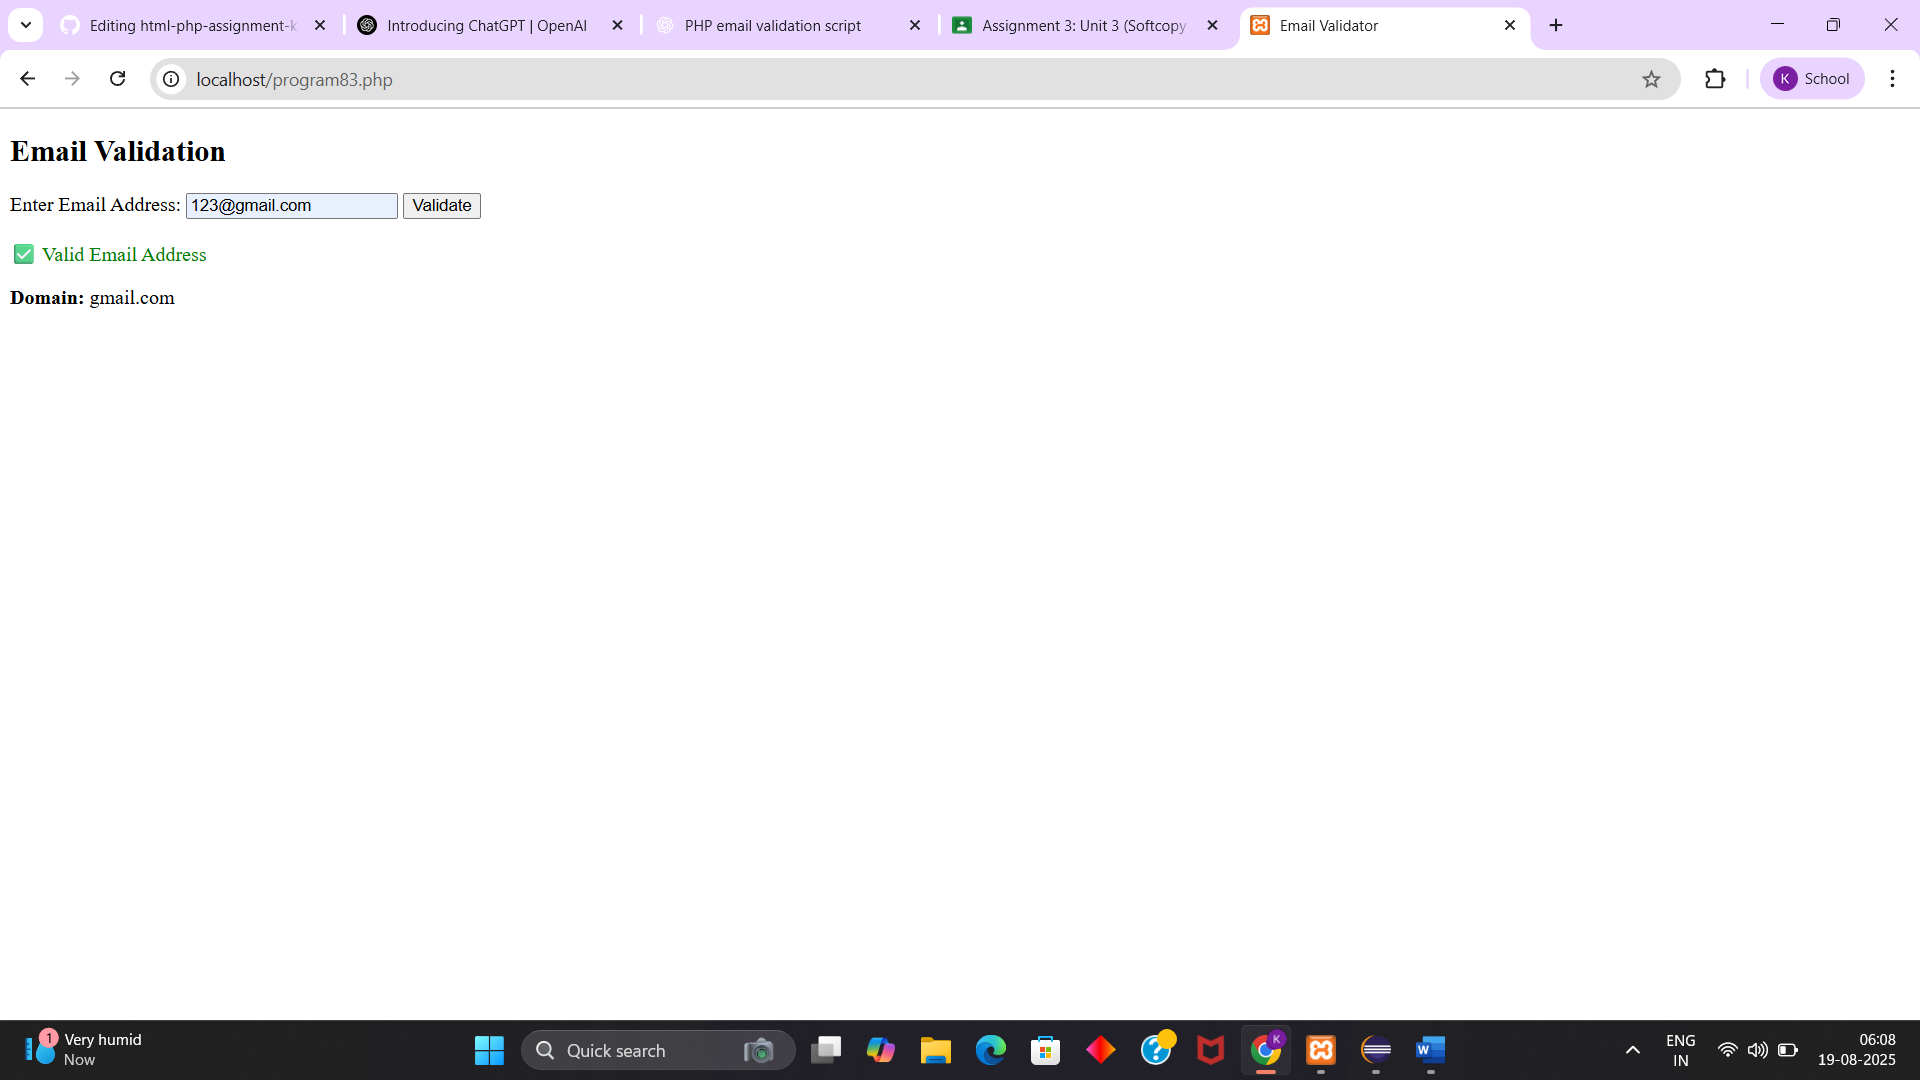 Editing html-php-assignment-k
Introducing ChatGPT | OpenAI
PHP email validation script
Assignment 3: Unit 3 (Softcopy
Email Validator
localhost/program83.php
K School
Email Validation
Enter Email Address: 123@gmail.com Validate
✅ Valid Email Address
Domain: gmail.com
1
Very humid
Now
Quick search
K
W
ENG
IN
06:08
19-08-2025